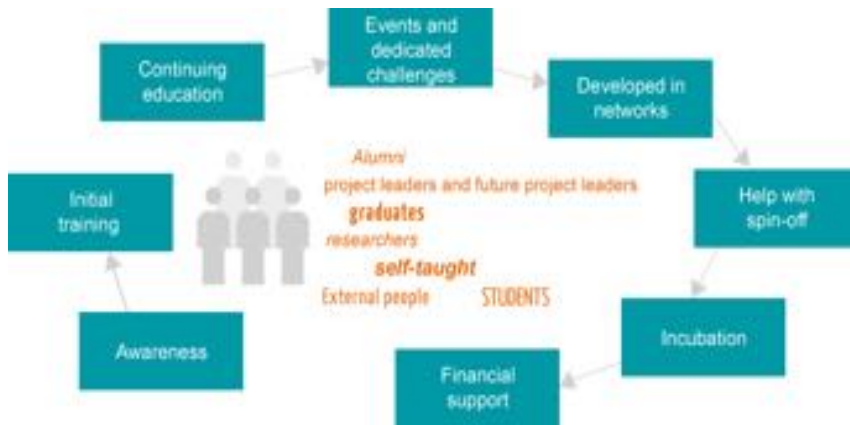 Events and
dedicated
challenges
Continuing
education
Developed in
networks
Alumni
project leaders and future project leaders
graduates
researchers
self-taught
External people STUDENTS
Initial
training
Help with
spin-off
Awareness
Incubation
Financial
support